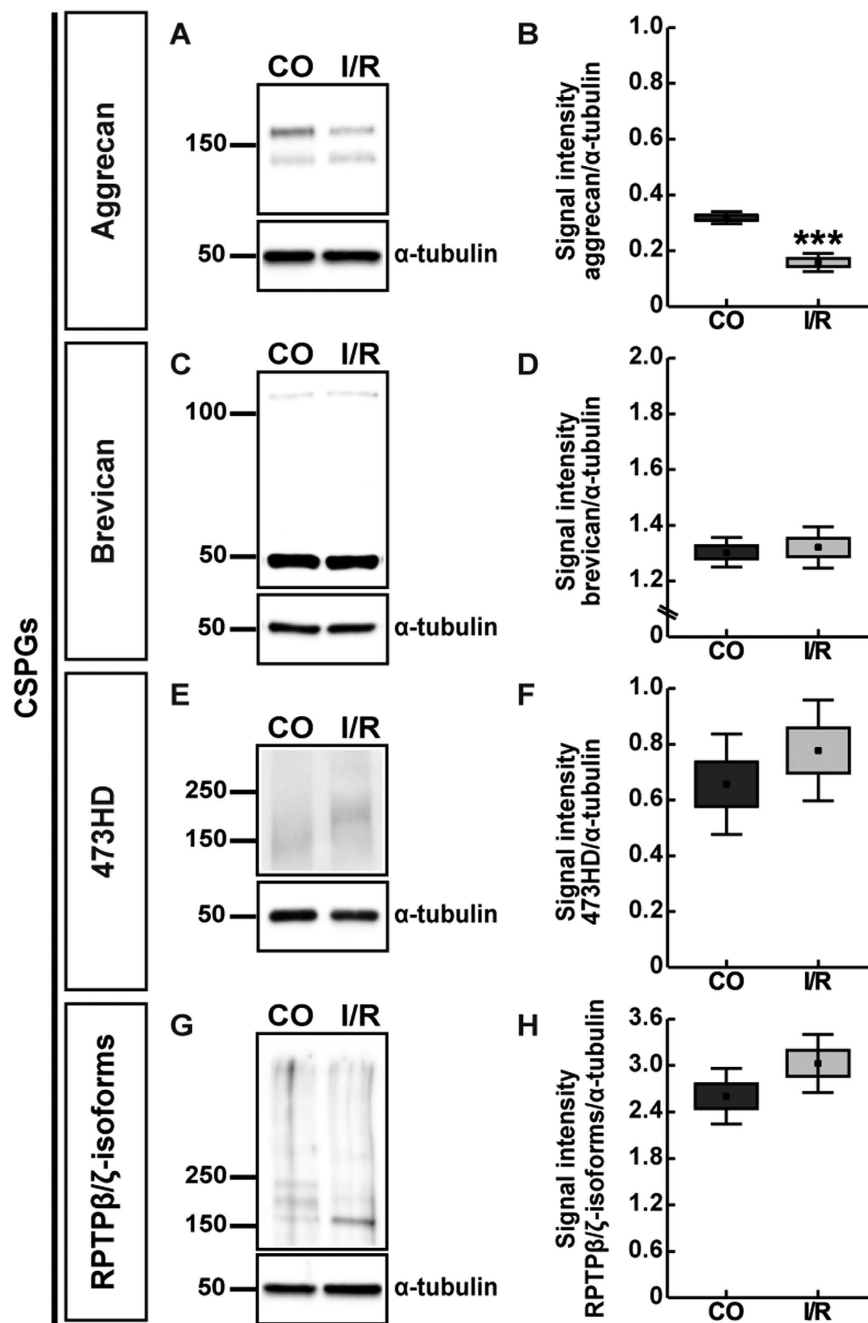 CSPGs
Aggrecan
A
CO I/R
150
50
α-tubulin
B
Signal intensity
aggrecan/α-tubulin
1.0
0.8
0.6
0.4
0.2
0
***
CO I/R
Brevican
C
CO I/R
100
50
50
α-tubulin
D
Signal intensity
brevican/α-tubulin
2.0
1.8
1.6
1.4
1.2
0
CO I/R
473HD
E
CO I/R
250
150
50
α-tubulin
F
Signal intensity
473HD/α-tubulin
1.0
0.8
0.6
0.4
0.2
0
CO I/R
RPTPβ/ζ-isoforms
G
CO I/R
250
150
50
α-tubulin
H
Signal intensity
RPTPβ/ζ-isoforms/α-tubulin
3.6
3.0
2.4
1.8
1.2
0.6
0
CO I/R